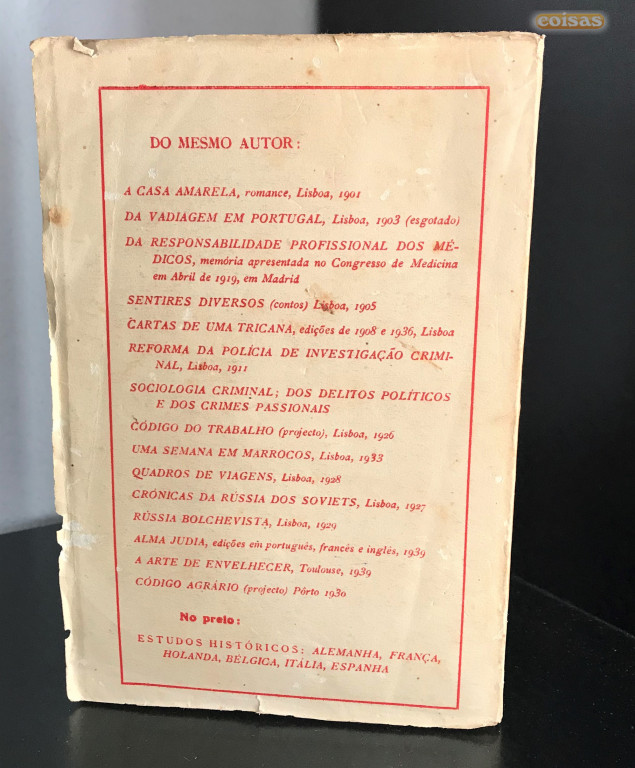 coisas
DO MESMO AUTOR:
A CASA AMARELA, romance, Lisboa, 1901
DA VADIAGEM EM PORTUGAL, Lisboa, 1903 (esgotado)
DA RESPONSABILIDADE PROFISSIONAL DOS MÉ-
DICOS, memória apresentada no Congresso de Medicina
em Abril de 1919, em Madrid
SENTIRES DIVERSOS (contos) Lisboa, 1905
CARTAS DE UMA TRICANA, edições de 1908 e 1936, Lisboa
REFORMA DA POLÍCIA DE INVESTIGAÇÃO CRIMI-
NAL, Lisboa, 1911
SOCIOLOGIA CRIMINAL; DOS DELITOS POLÍTICOS
E DOS CRIMES PASSIONAIS
CÓDIGO DO TRABALHO (projecto), Lisboa, 1926
UMA SEMANA EM MARROCOS, Lisboa, 1933
QUADROS DE VIAGENS, Lisboa, 1928
CRÓNICAS DA RÚSSIA DOS SOVIETS, Lisboa, 1927
RÚSSIA BOLCHEVISTA, Lisboa, 1929
ALMA JUDIA, edições em português, francês e inglês, 1939
A ARTE DE ENVELHECER, Toulouse, 1939
CÓDIGO AGRÁRIO (projecto) Pôrto 1930
No prelo:
ESTUDOS HISTÓRICOS: ALEMANHA, FRANÇA,
HOLANDA, BÉLGICA, ITÁLIA, ESPANHA